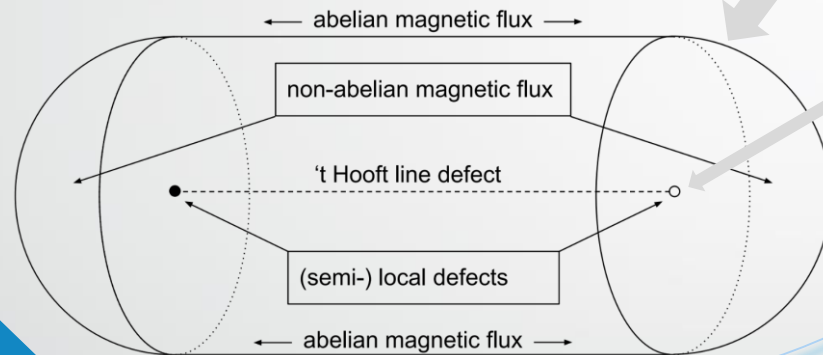 abelian magnetic flux
non-abelian magnetic flux
‘t Hooft line defect
(semi-) local defects
abelian magnetic flux